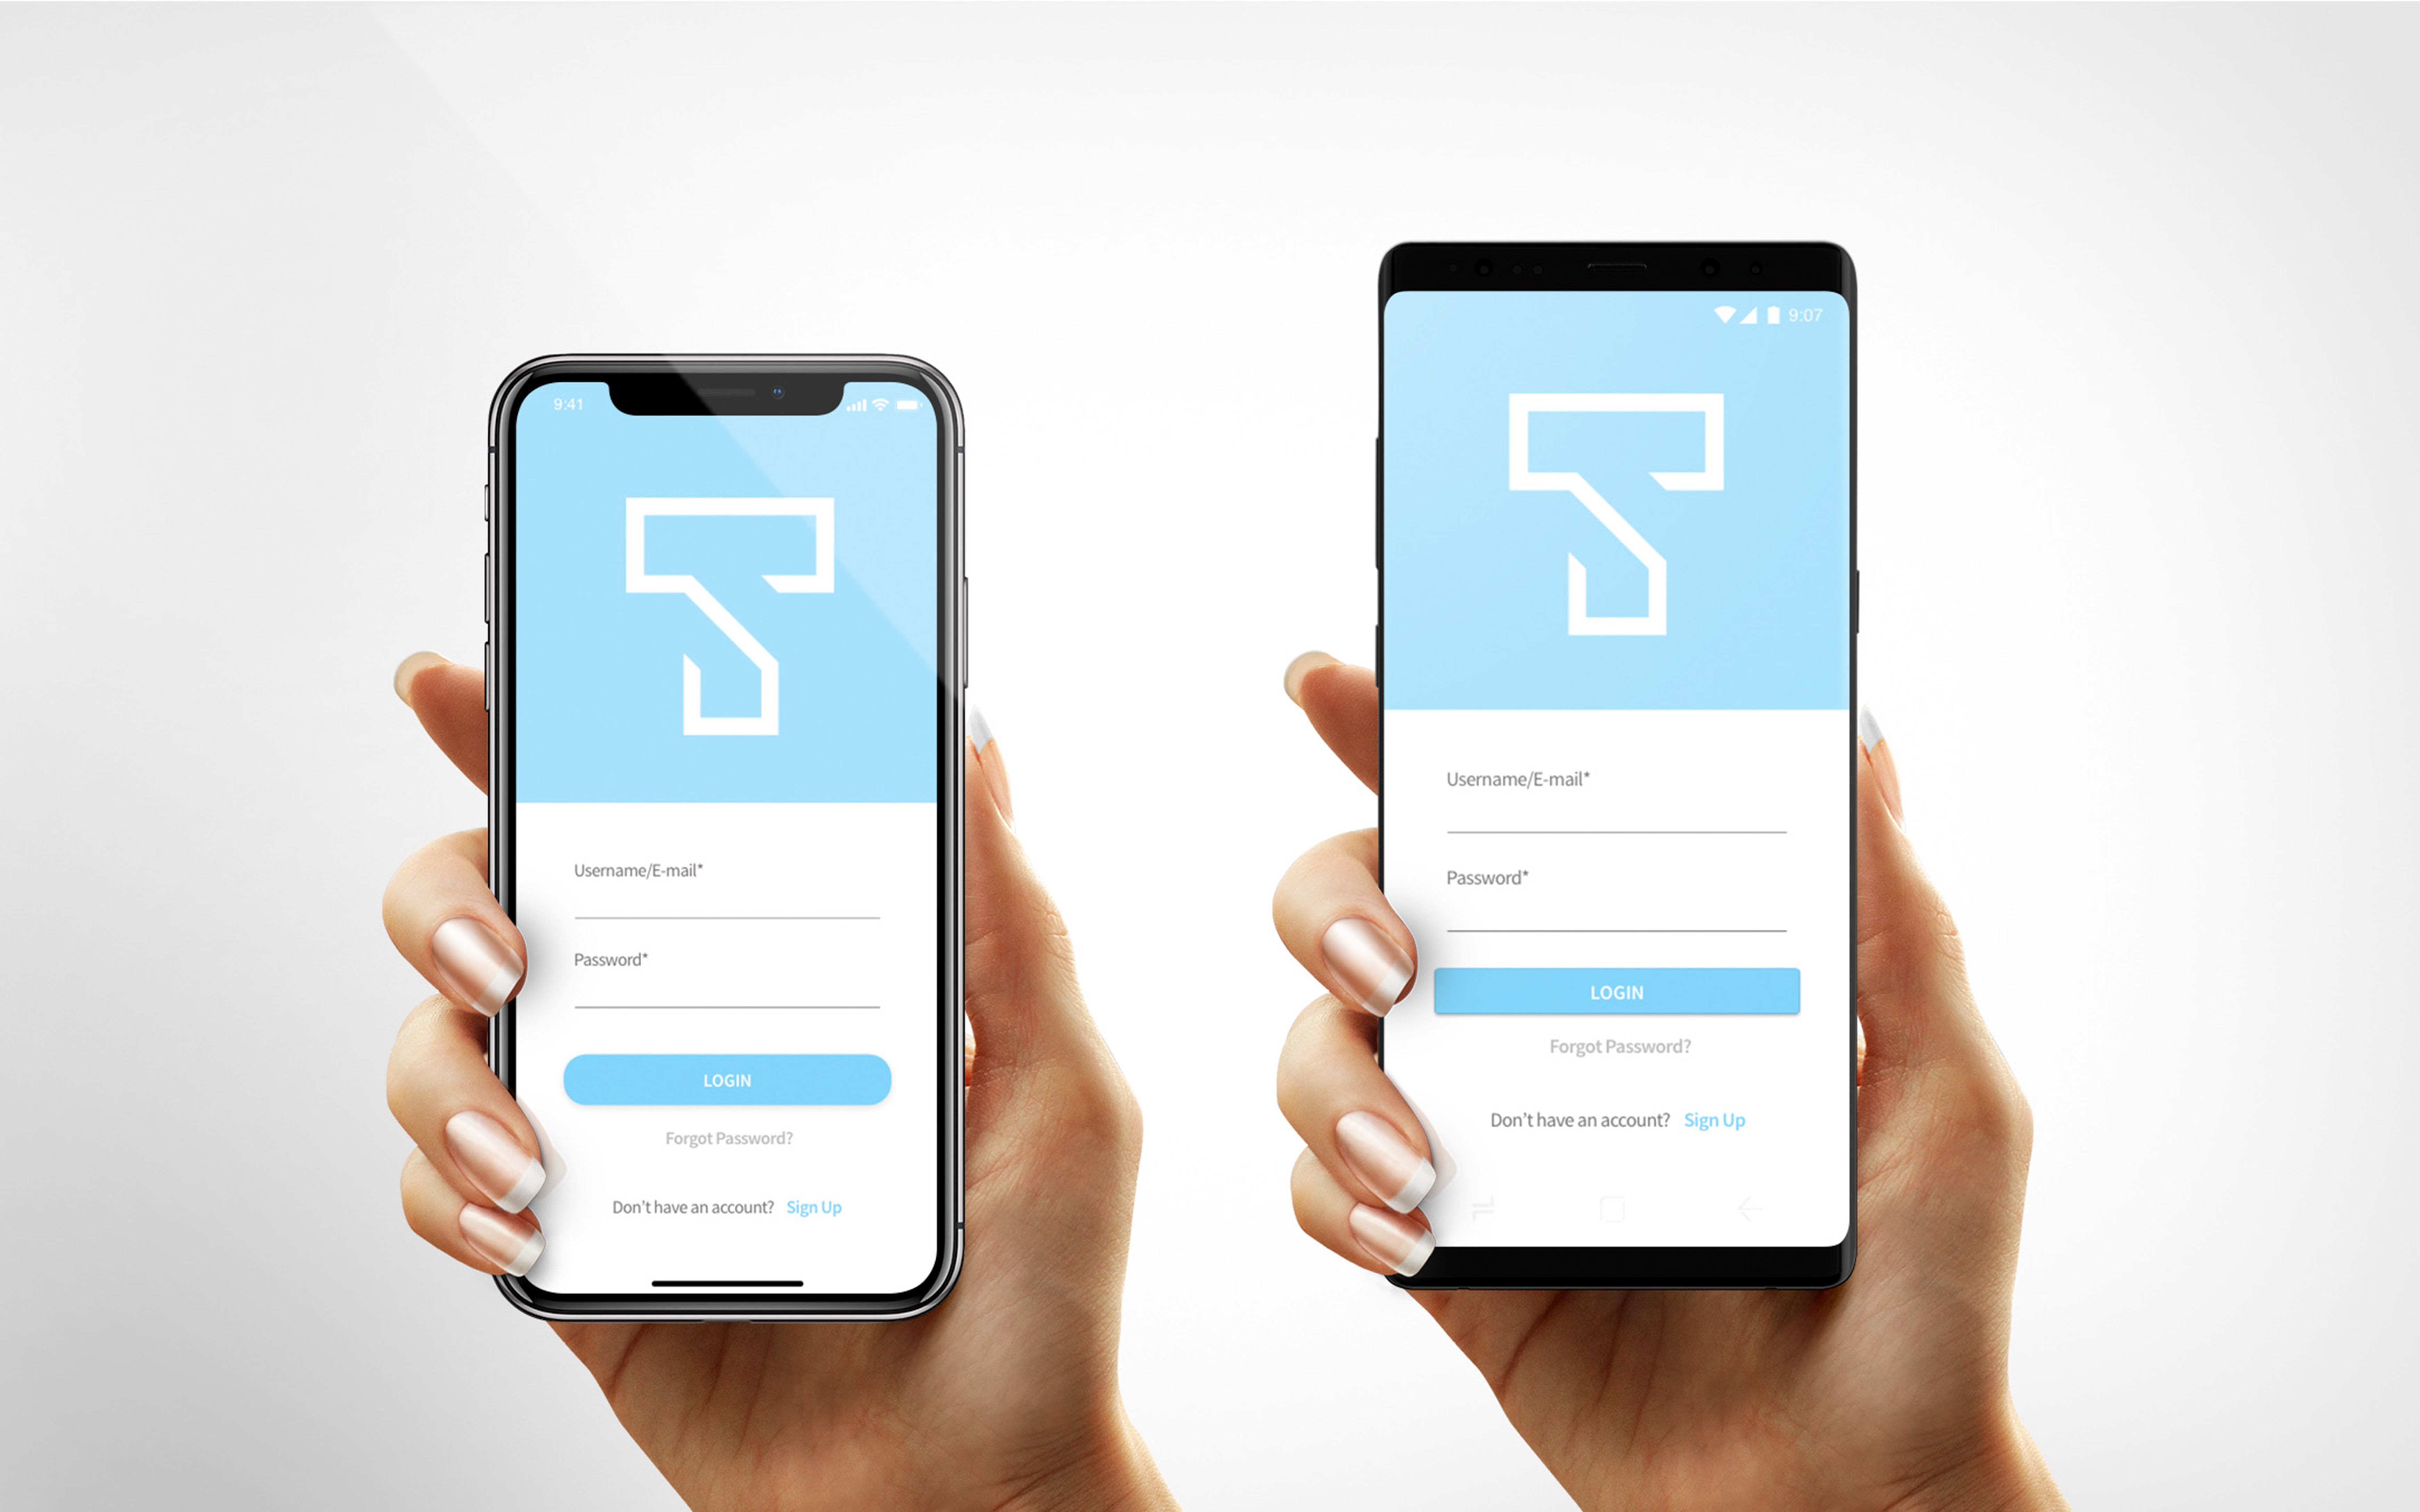 9:41
Username/E-mail*
Password*
LOGIN
Forgot Password?
Don't have an account? Sign Up
9:07
Username/E-mail*
Password*
LOGIN
Forgot Password?
Don't have an account? Sign Up